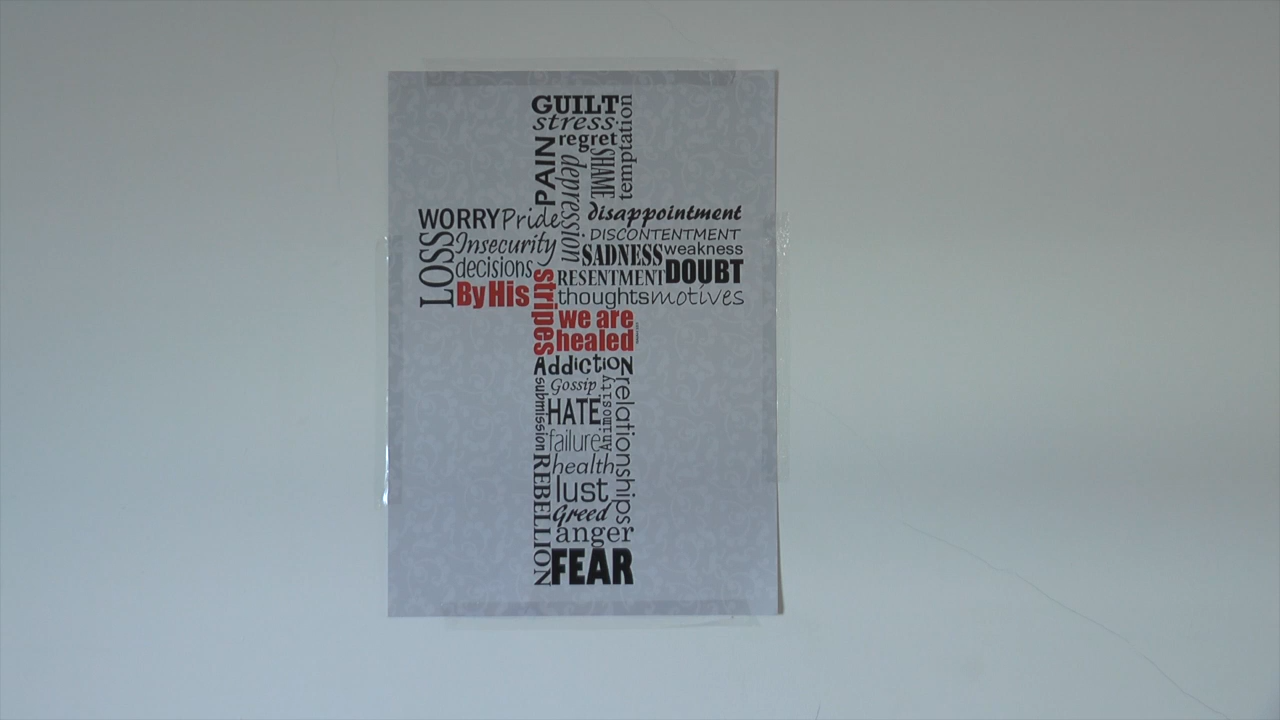 GUILT
stress
regret
temptation
PAIN
depression
SHAME
WORRY Pride
disappointment
LOSS
Insecurity
DISCONTENTMENT
SADNESS weakness
decisions
RESENTMENT DOUBT
By His
stripes
thoughts motives
we are
healed
Addiction
submission
Gossip
Animosity
relationships
HATE
failure
health
REBELLION
lust
Greed
anger
FEAR